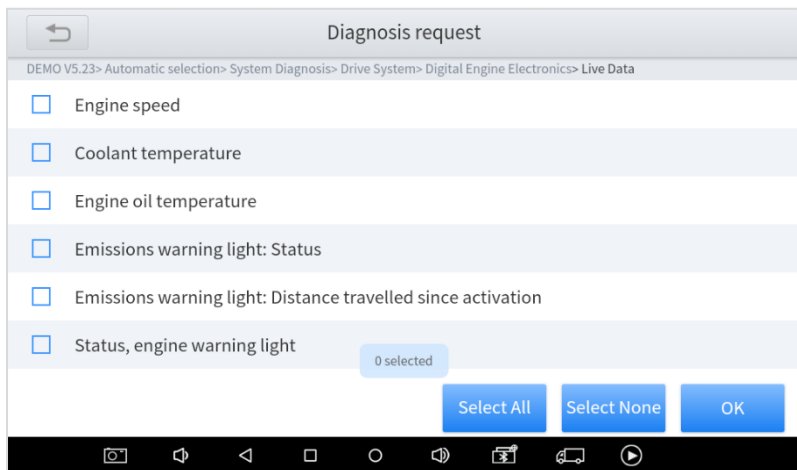 Diagnosis request
DEMO V5.23> Automatic selection> System Diagnosis> Drive System> Digital Engine Electronics> Live Data
Engine speed
Coolant temperature
Engine oil temperature
Emissions warning light: Status
Emissions warning light: Distance travelled since activation
Status, engine warning light
0 selected
Select All Select None OK